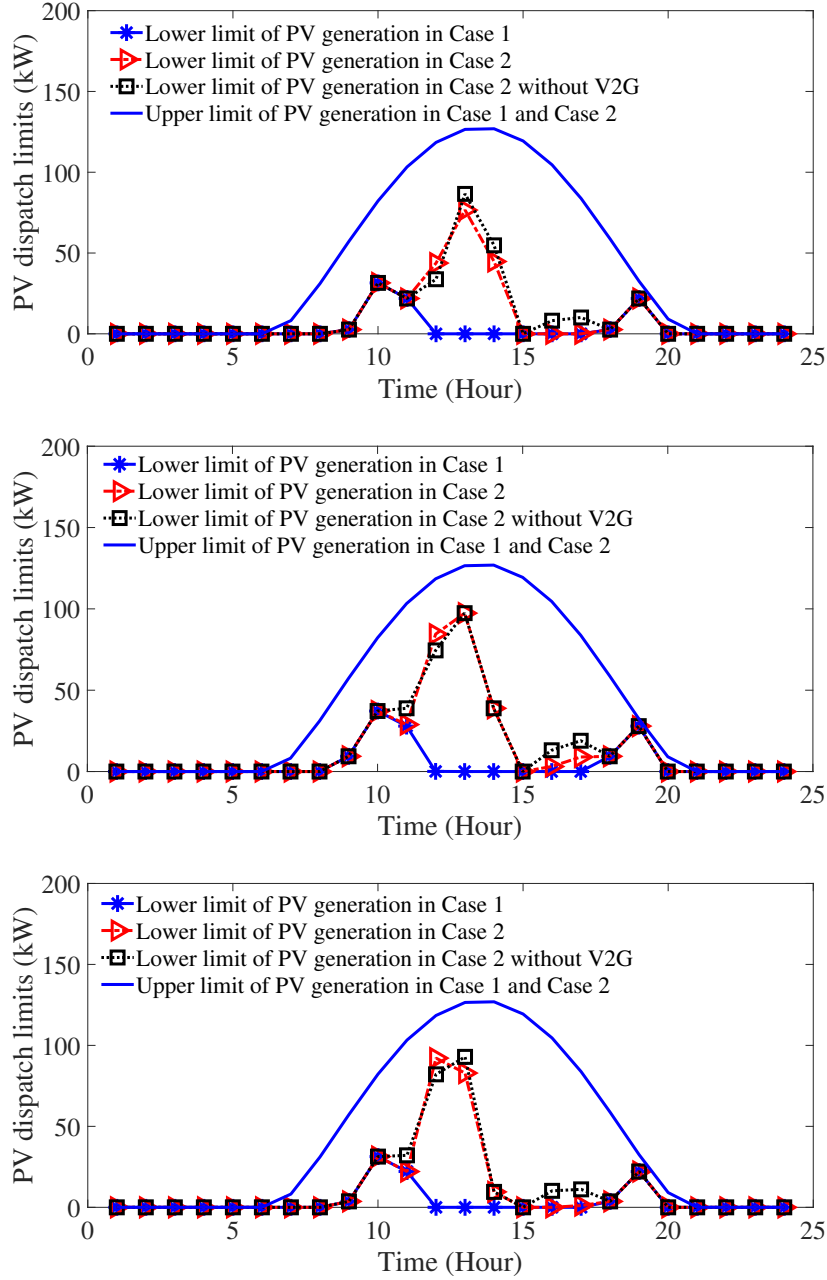 200
150
100
50
0
PV dispatch limits (kW)
Lower limit of PV generation in Case 1
Lower limit of PV generation in Case 2
Lower limit of PV generation in Case 2 without V2G
Upper limit of PV generation in Case 1 and Case 2
0 5 10 15 20 25
Time (Hour)
200
150
100
50
0
PV dispatch limits (kW)
Lower limit of PV generation in Case 1
Lower limit of PV generation in Case 2
Lower limit of PV generation in Case 2 without V2G
Upper limit of PV generation in Case 1 and Case 2
0 5 10 15 20 25
Time (Hour)
200
150
100
50
0
PV dispatch limits (kW)
Lower limit of PV generation in Case 1
Lower limit of PV generation in Case 2
Lower limit of PV generation in Case 2 without V2G
Upper limit of PV generation in Case 1 and Case 2
0 5 10 15 20 25
Time (Hour)